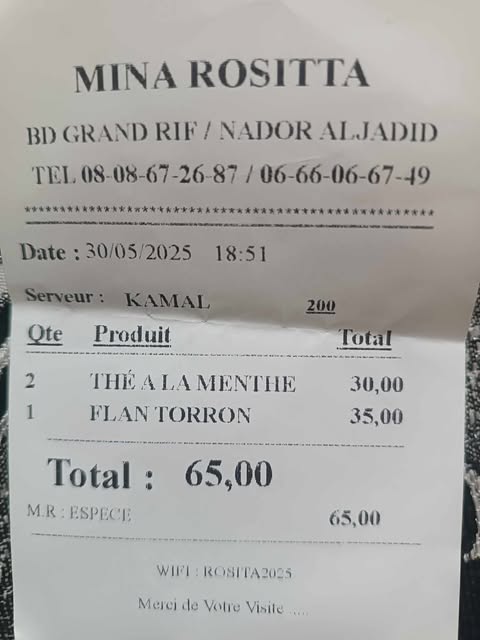 MINA ROSITTA
BD GRAND RIF / NADOR ALJADID
TEL 08-08-67-26-87 / 06-66-06-67-49
************************************************************
Date : 30/05/2025 18:51
Serveur : KAMAL 200
Qte Produit Total
2 THÉ A LA MENTHE 30,00
1 FLAN TORRON 35,00
Total : 65,00
M.R : ESPECE 65,00
WIFI : ROSITA2025
Merci de Votre Visite ....